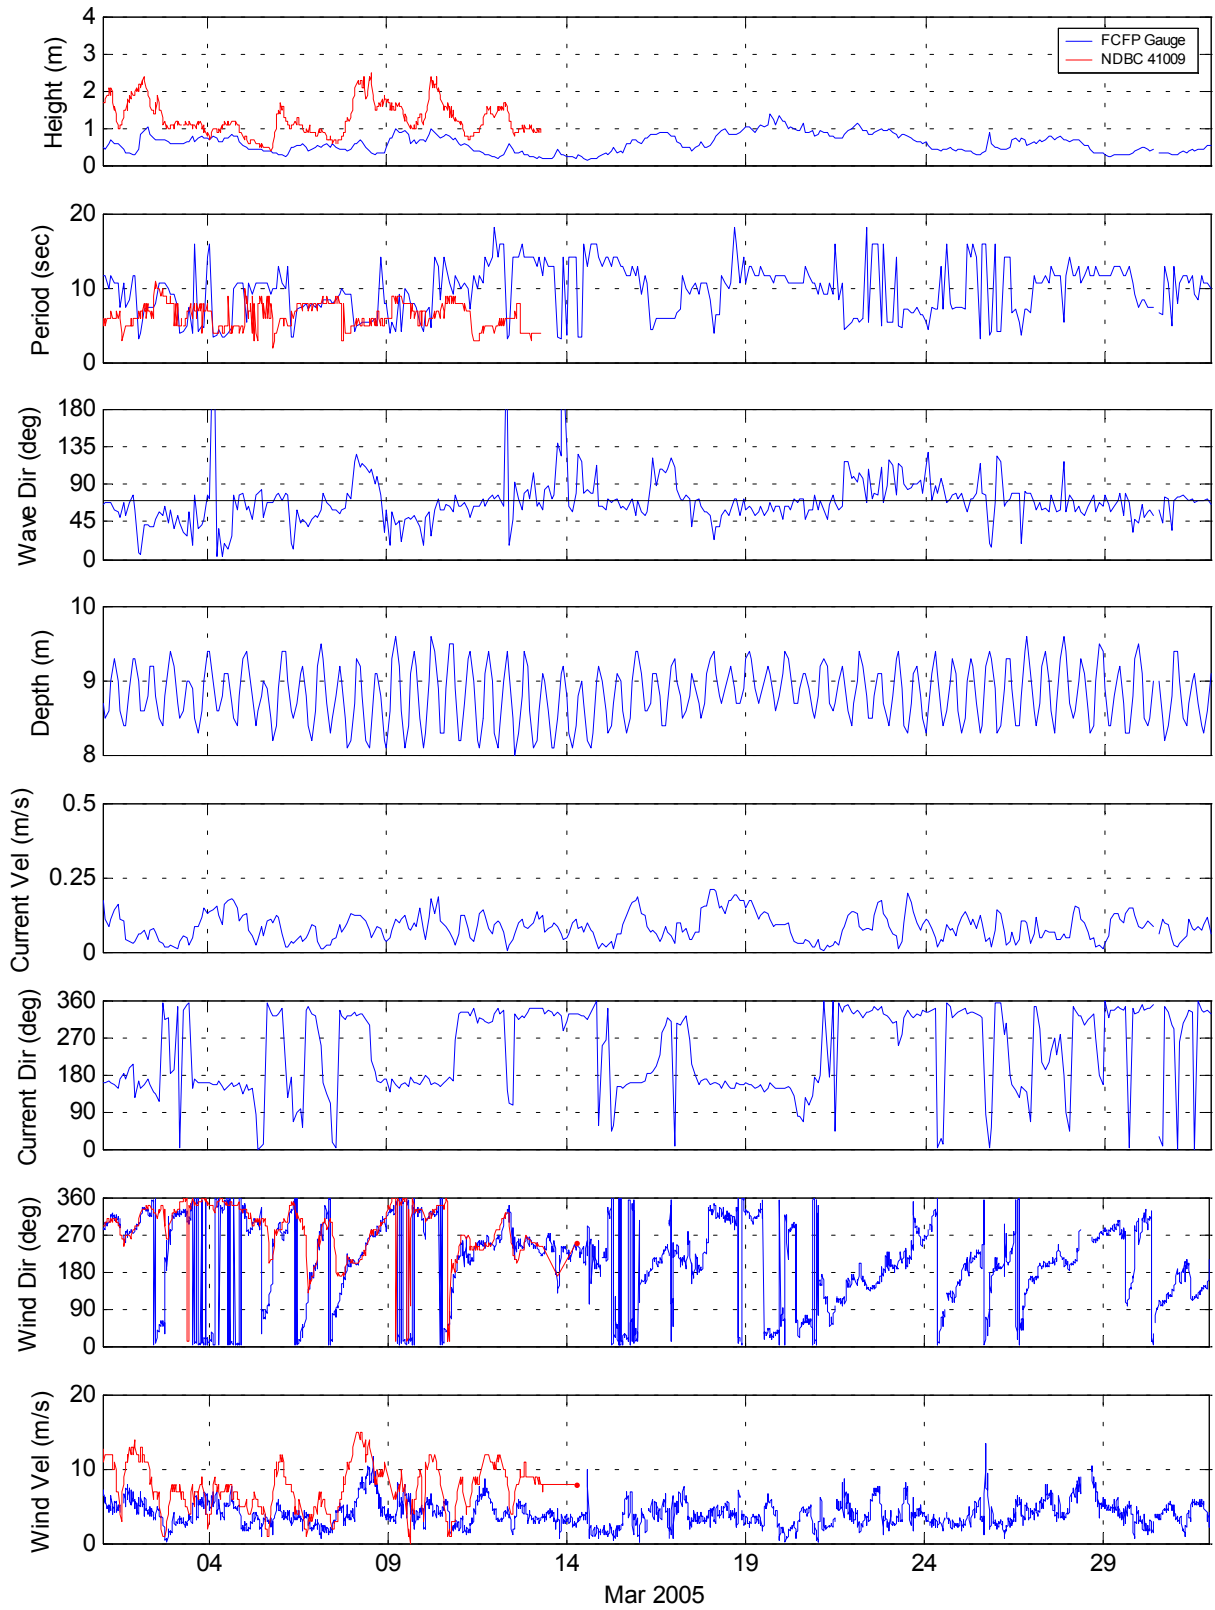 4
3
2
1
0
Height (m)
FCFP Gauge
NDBC 41009
20
10
0
Period (sec)
180
135
90
45
0
Wave Dir (deg)
10
9
8
Depth (m)
0.5
0.25
0
Current Vel (m/s)
360
270
180
90
0
Current Dir (deg)
360
270
180
90
0
Wind Dir (deg)
20
10
0
Wind Vel (m/s)
04 09 14 19 24 29
Mar 2005